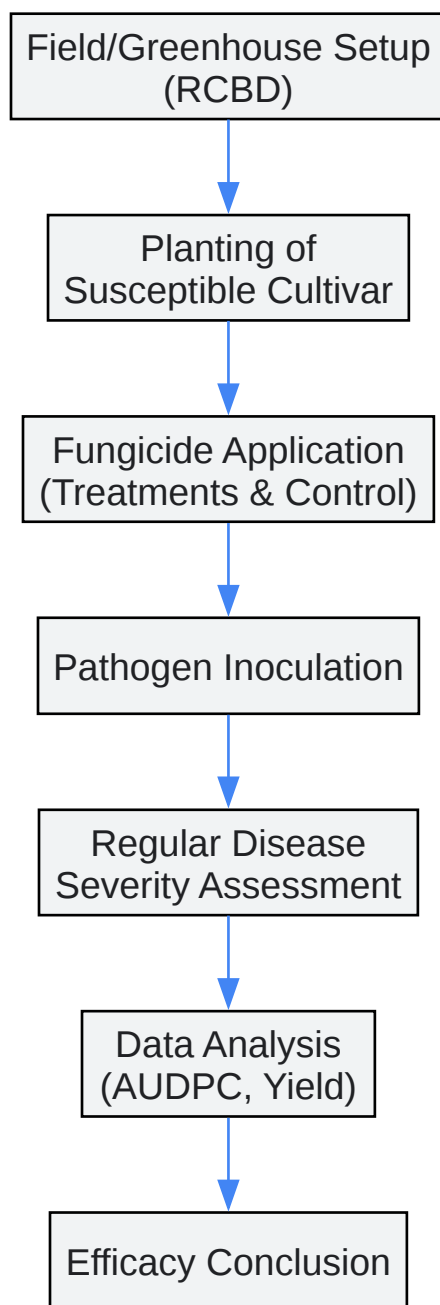 Field/Greenhouse Setup
(RCBD)
Planting of
Susceptible Cultivar
Fungicide Application
(Treatments & Control)
Pathogen Inoculation
Regular Disease
Severity Assessment
Data Analysis
(AUDPC, Yield)
Efficacy Conclusion